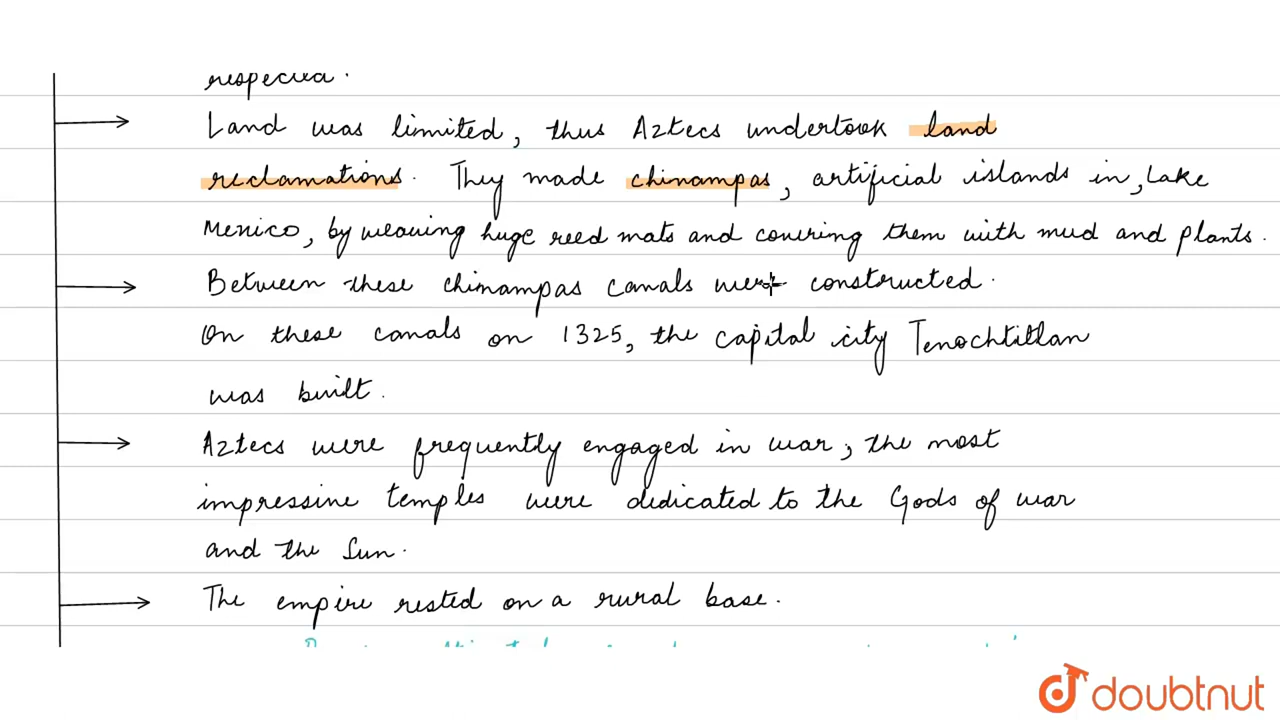 respected.
Land was limited, thus Aztecs undertook land
reclamations. They made chinampas, artificial islands in, Lake
Mexico, by weaving huge reed mats and covering them with mud and plants.
Between these chinampas canals were constructed.
On these canals on 1325, the capital city Tenochtitlan
was built.
Aztecs were frequently engaged in war, the most
impressive temples were dedicated to the Gods of war
and the Sun.
The empire rested on a rural base.
doubtnut